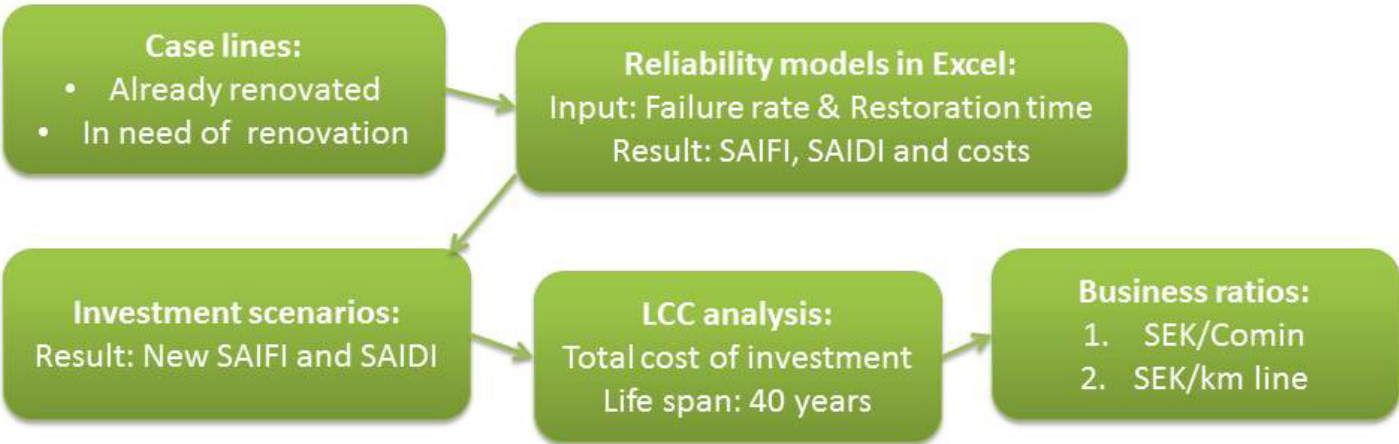 Case lines:
• Already renovated
• In need of renovation
Reliability models in Excel:
Input: Failure rate & Restoration time
Result: SAIFI, SAIDI and costs
Investment scenarios:
Result: New SAIFI and SAIDI
LCC analysis:
Total cost of investment
Life span: 40 years
Business ratios:
1. SEK/Comin
2. SEK/km line